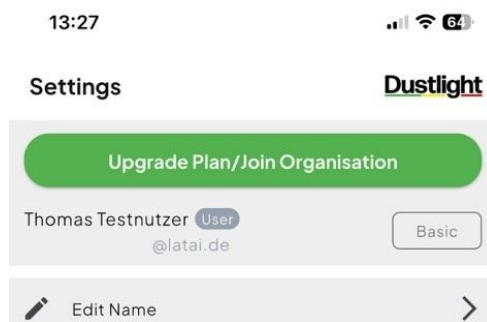 13:27
64
Settings
Dustlight
Upgrade Plan/Join Organisation
Thomas Testnutzer User
@latai.de
Basic
Edit Name